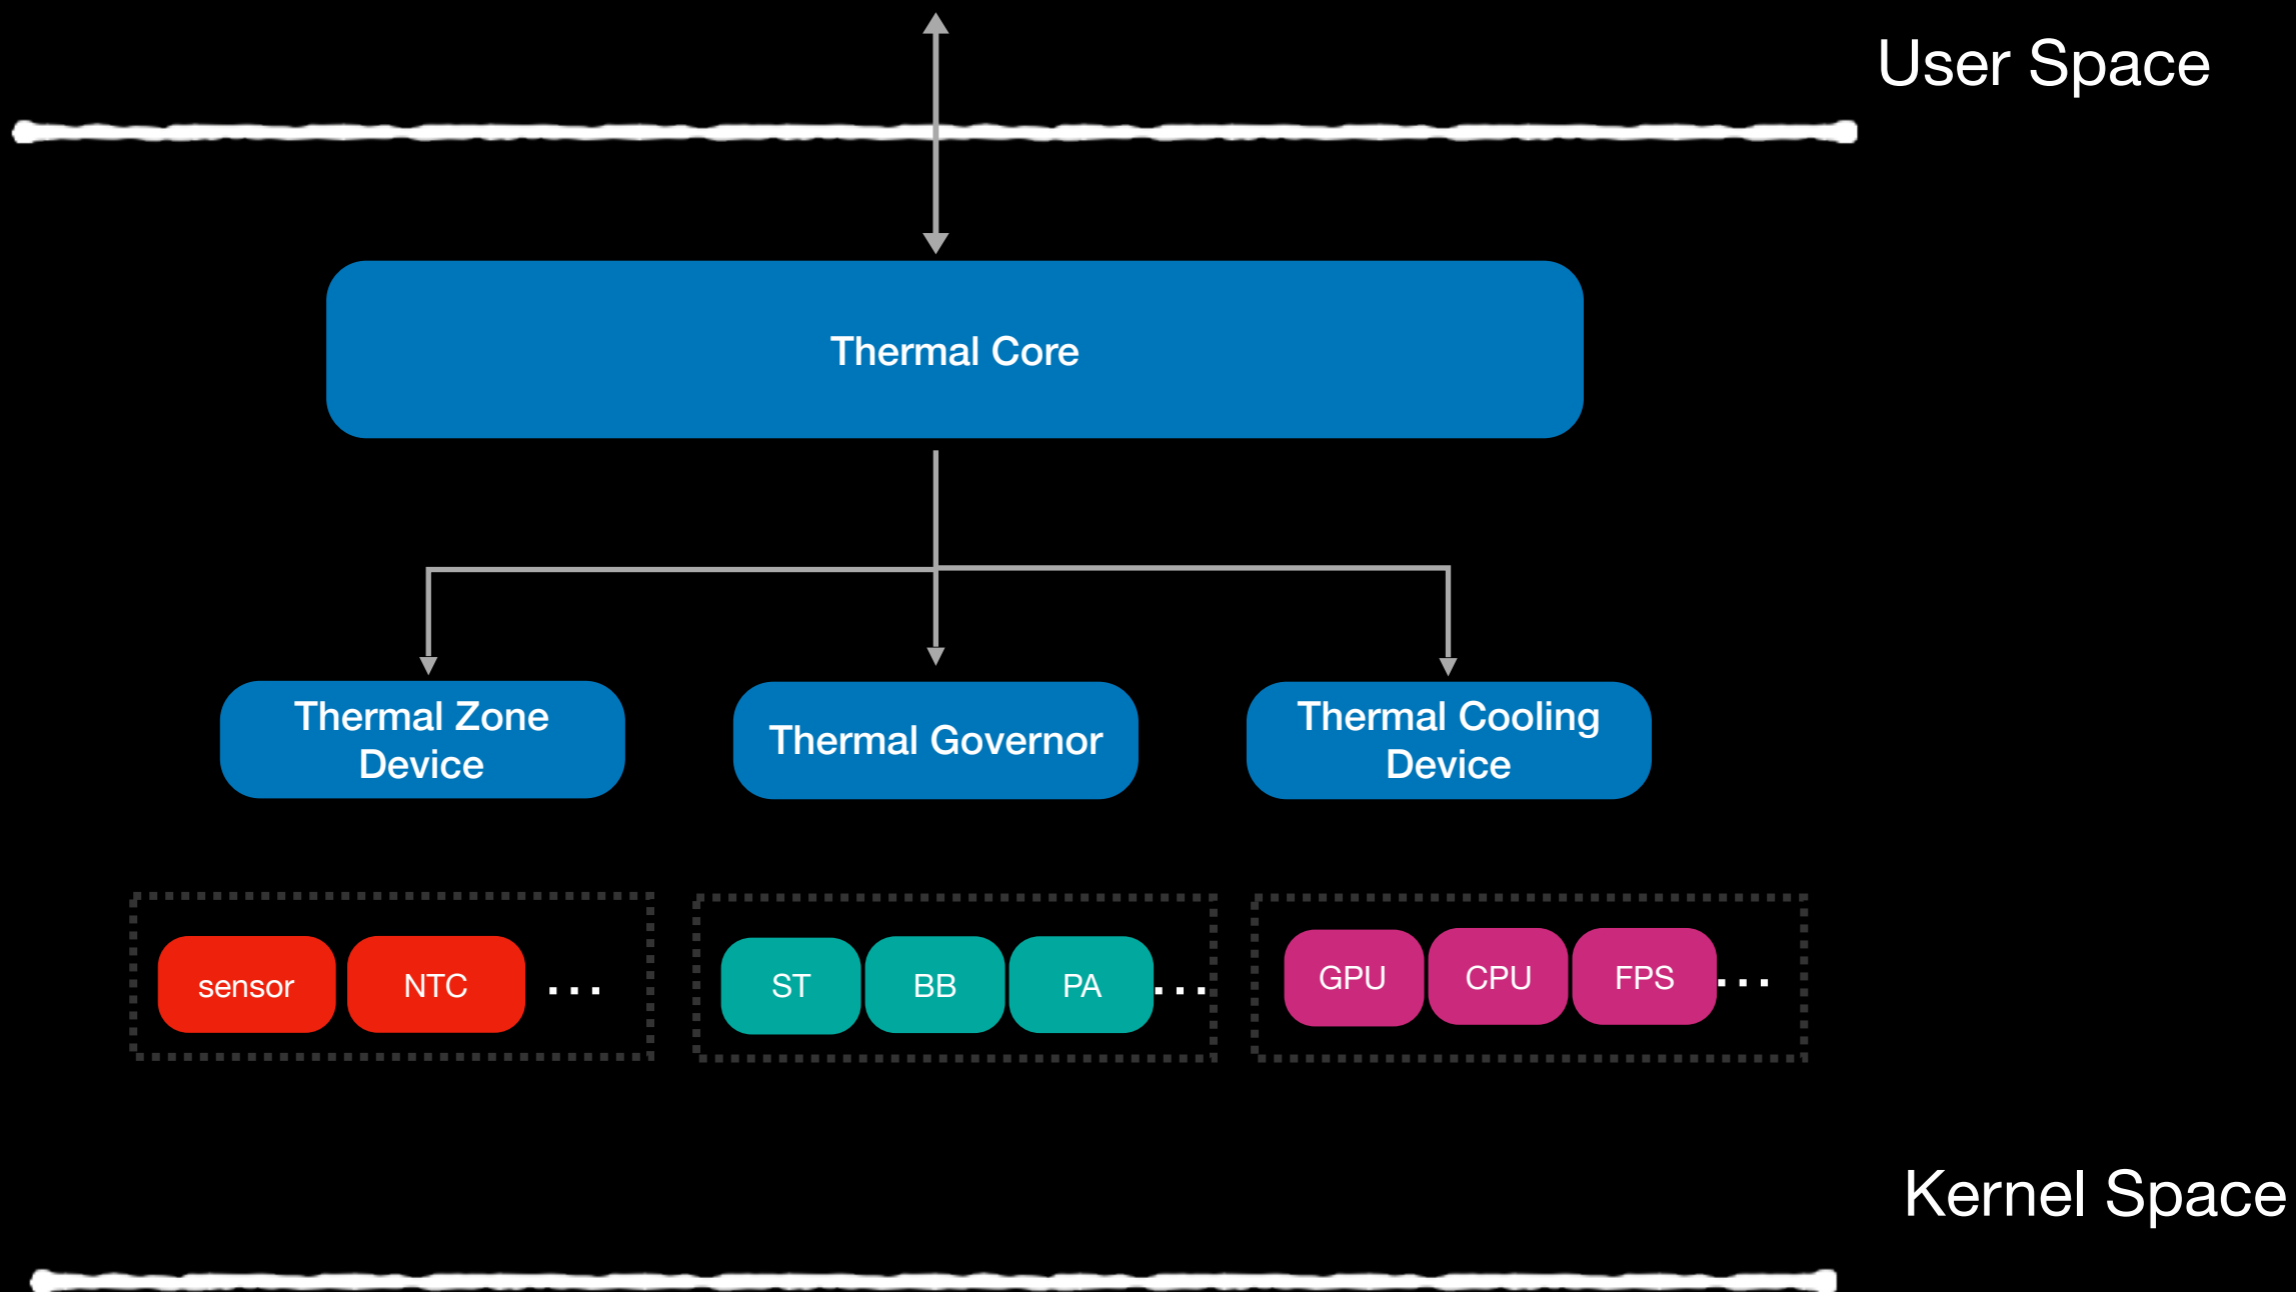 User Space
Thermal Core
Thermal Zone
Device
Thermal Governor
Thermal Cooling
Device
sensor
NTC
...
ST
BB
PA
...
GPU
CPU
FPS
...
Kernel Space